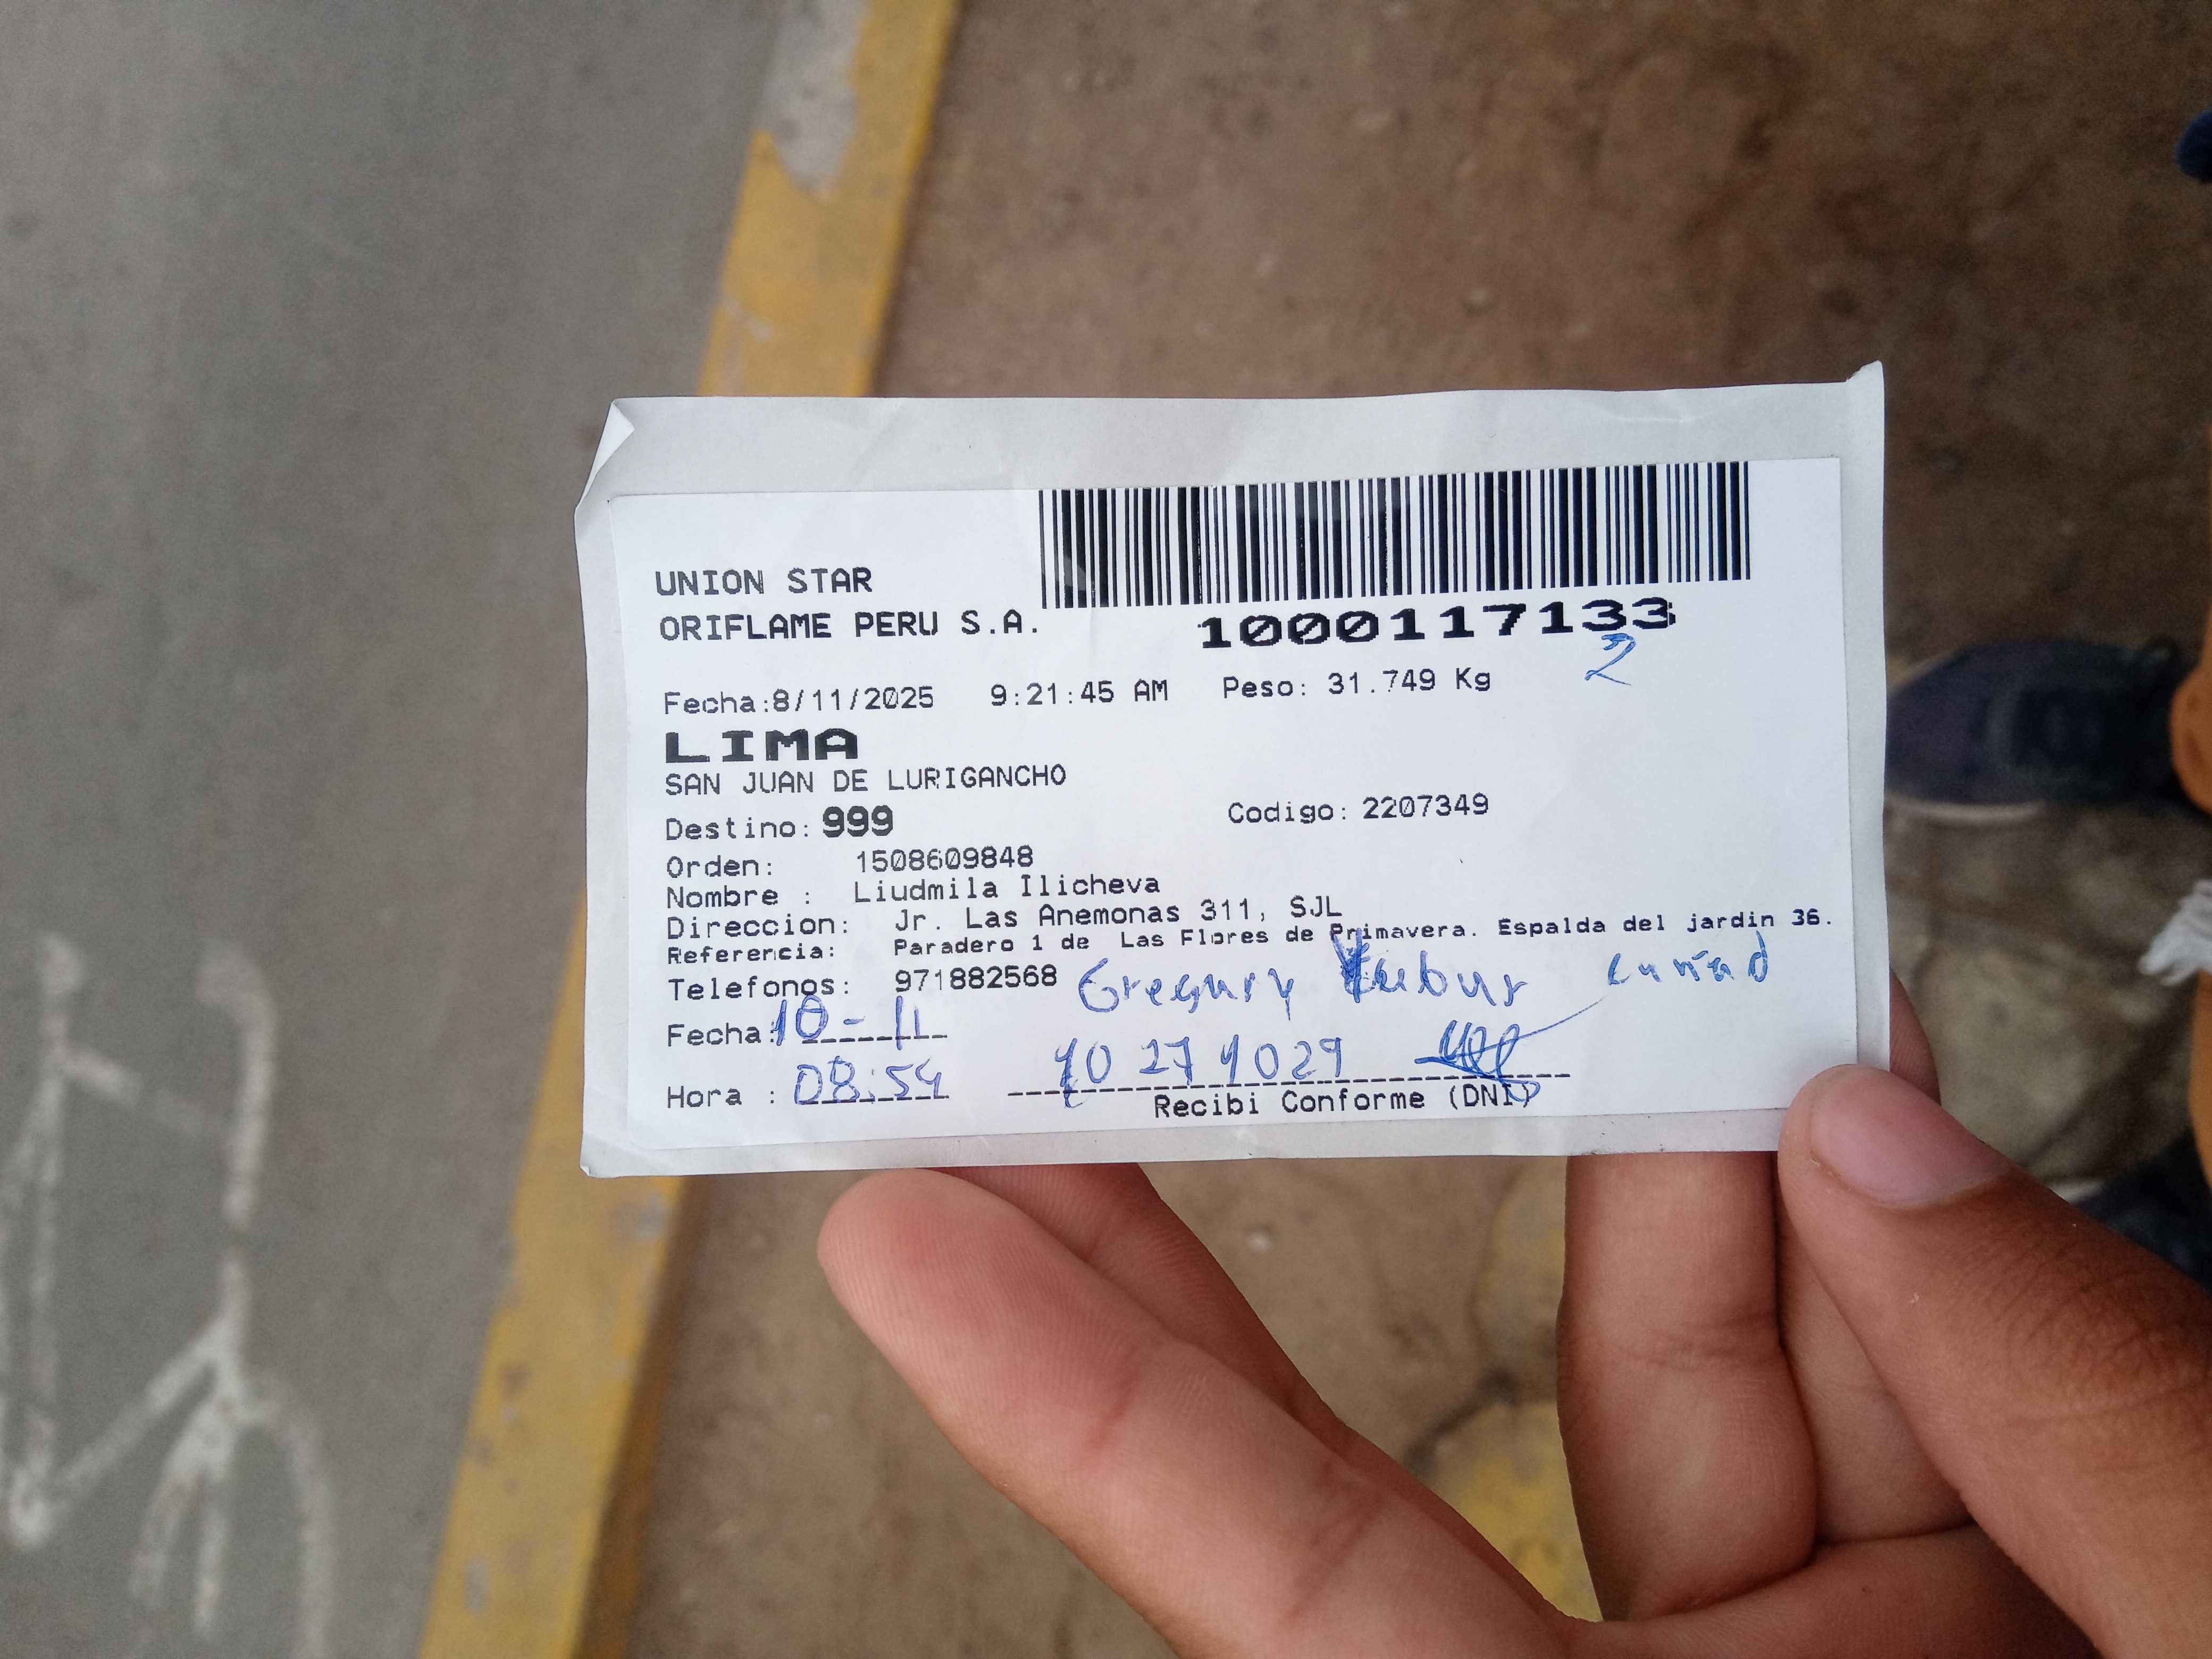 UNION STAR
ORIFLAME PERU S.A.
1000117133
2
Fecha:8/11/2025 9:21:45 AM Peso: 31.749 Kg
LIMA
SAN JUAN DE LURIGANCHO
Destino: 999 Codigo: 2207349
Orden: 1508609848
Nombre : Liudmila Ilicheva
Direccion: Jr. Las Anemonas 311, SJL
Referencia: Paradero 1 de Las Flores de Primavera. Espalda del jardin 36.
Telefonos: 971882568 Gregury
Fecha: 10-11
Hora : 08:54
Recibi Conforme (DNI)